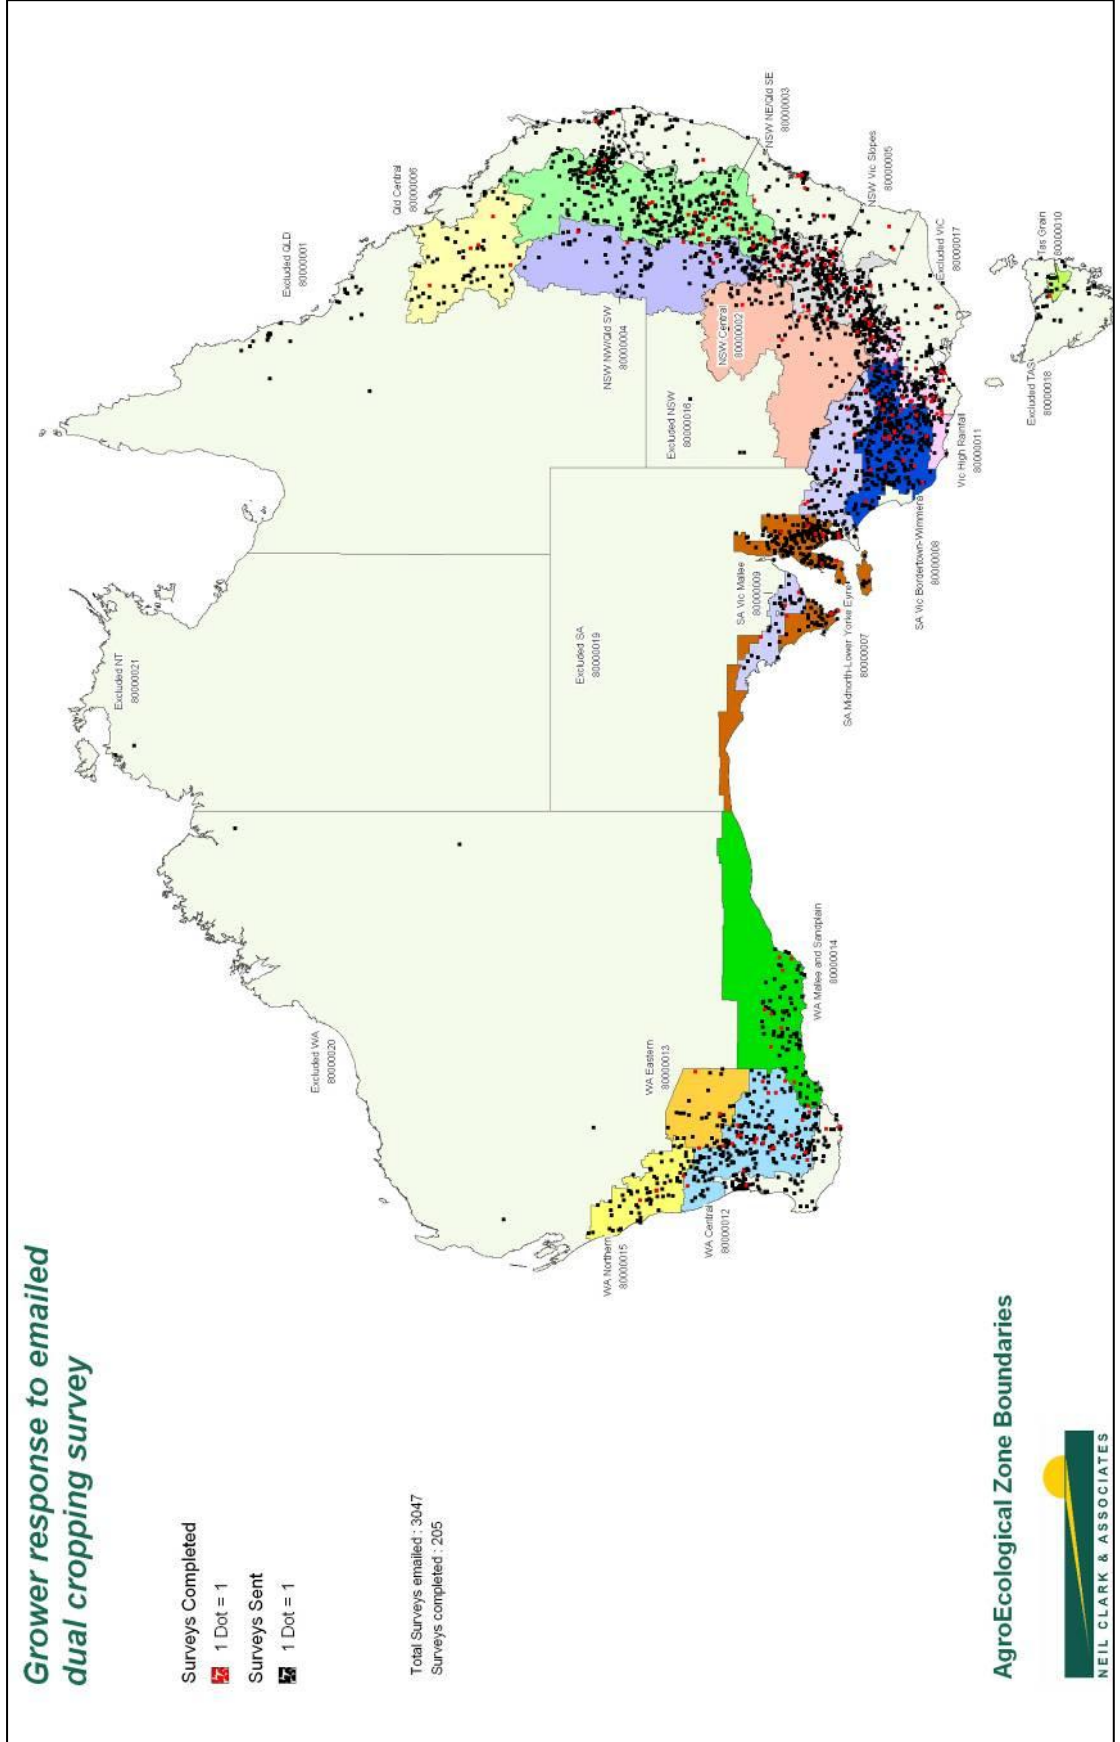 Grower response to emailed
dual cropping survey
Surveys Completed
1 Dot = 1
Surveys Sent
1 Dot = 1
Total Surveys emailed : 3047
Surveys completed : 205
Excluded NT
80000021
Excluded WA
80000020
Excluded SA
80000019
Excluded QLD
80000001
Qld Central
80000006
NSW NW/Qld SW
80000004
Excluded NSW
80000016
NSW Central
80000002
NSW NE/Qld SE
80000003
NSW Vic Slopes
80000005
Excluded VIC
80000017
WA Northern
80000015
WA Central
80000012
WA Eastern
80000013
WA Mallee and Sandplain
80000014
SA Vic Mallee
80000009
SA Midnorth-Lower Yorke Eyre
80000007
SA Vic Bordertown-Wimmera
80000008
Vic High Rainfall
80000011
Excluded TAS
80000018
Tas Grain
80000010
AgroEcological Zone Boundaries
NEIL CLARK & ASSOCIATES